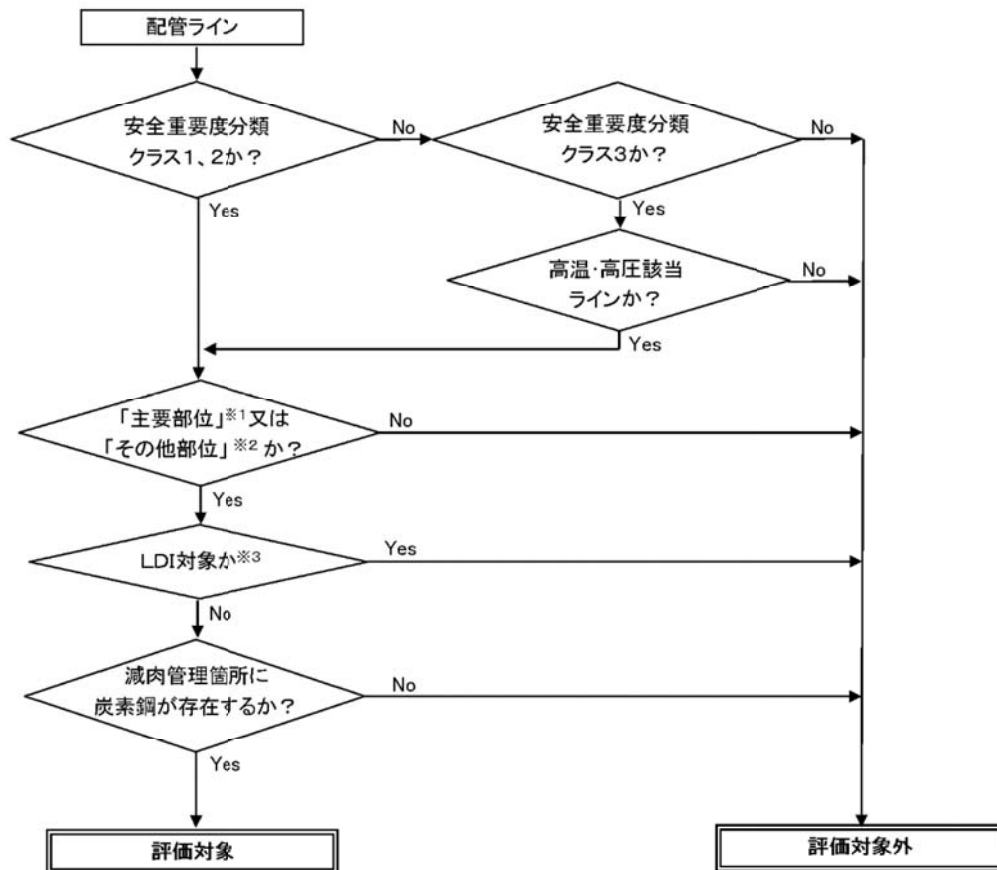 配管ライン
安全重要度分類
クラス1、2か？
No
安全重要度分類
クラス3か？
No
Yes
Yes
高温・高圧該当
ラインか？
No
Yes
「主要部位」※1又は
「その他部位」※2か？
No
Yes
LDI対象か※3
Yes
No
減肉管理箇所に
炭素鋼が存在するか？
No
Yes
評価対象
評価対象外